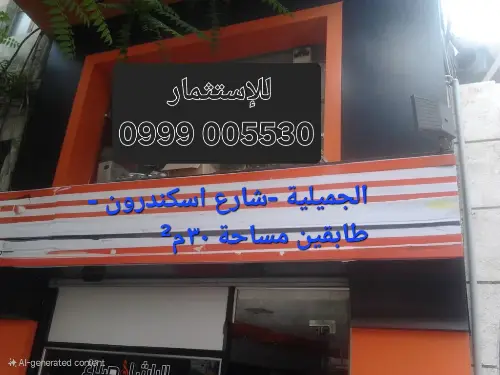 للإستثمار
0999 005530
الجميلية -شارع اسكندرون -
طابقين مساحة ٣٠م²
AI-generated content